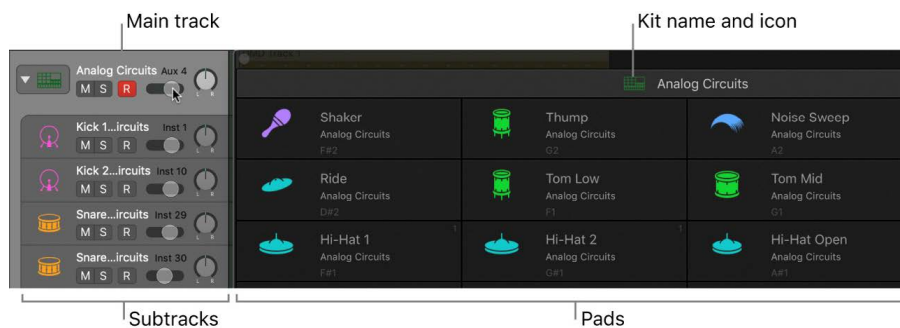 Main track
Kit name and icon
Analog Circuits Aux 4
M S R
L R
Analog Circuits
Kick 1...ircuits Inst 1
M S R
L R
Kick 2...ircuits Inst 10
M S R
L R
Snare...ircuits Inst 29
M S R
L R
Snare...ircuits Inst 30
M S R
L R
Shaker
Analog Circuits
F#2
Thump
Analog Circuits
G2
Noise Sweep
Analog Circuits
A2
Ride
Analog Circuits
D#2
Tom Low
Analog Circuits
F1
Tom Mid
Analog Circuits
G1
Hi-Hat 1
1
Analog Circuits
F#1
Hi-Hat 2
1
Analog Circuits
G#1
Hi-Hat Open
Analog Circuits
A#1
Subtracks
Pads